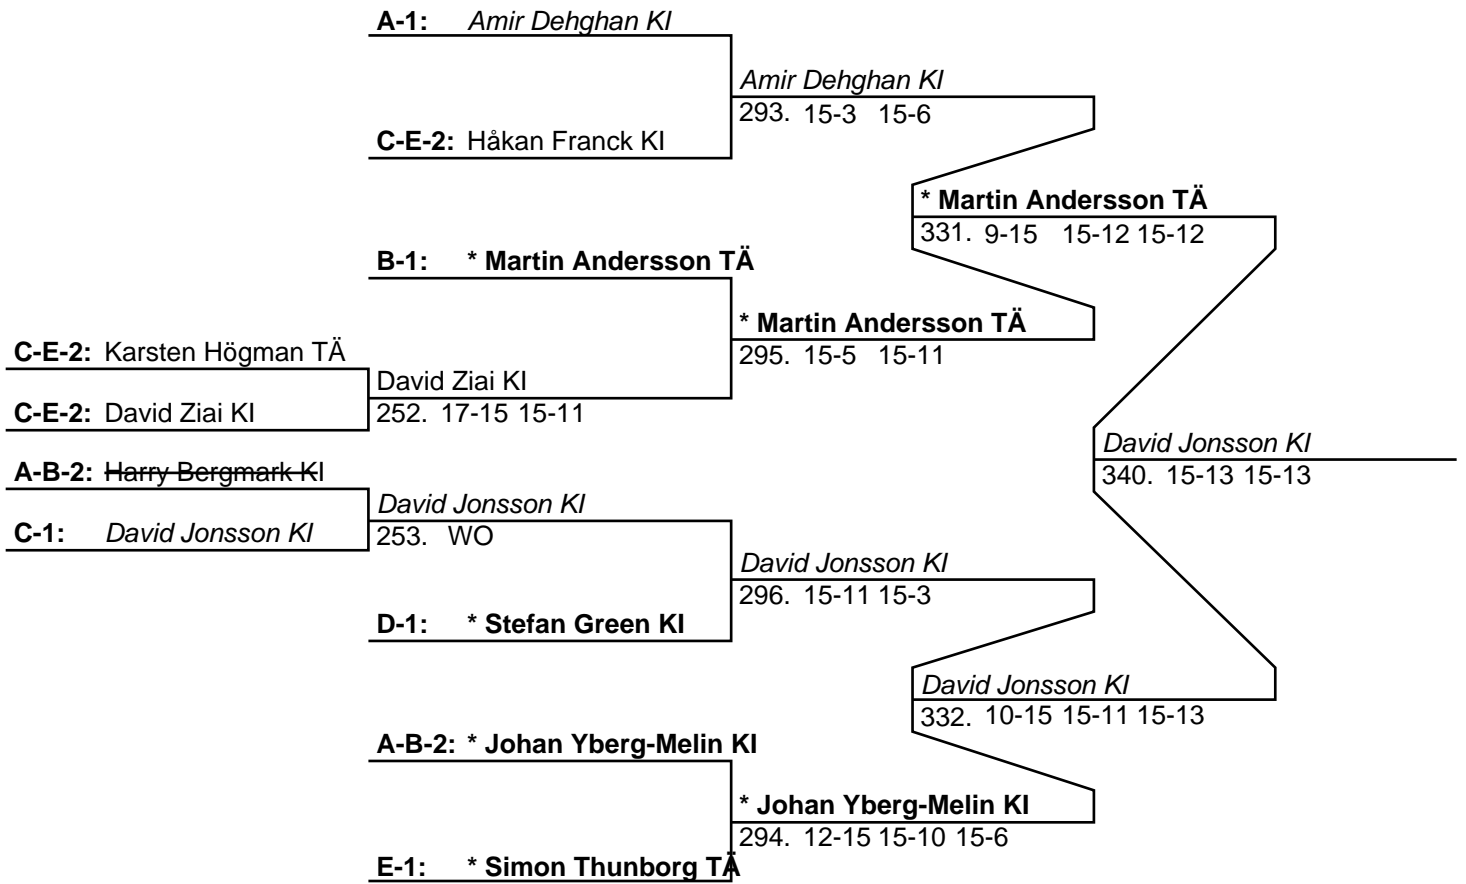 A-1: Amir Dehghan KI
Amir Dehghan KI
293. 15-3 15-6
C-E-2: Håkan Franck KI
* Martin Andersson TÄ
331. 9-15 15-12 15-12
B-1: * Martin Andersson TÄ
* Martin Andersson TÄ
295. 15-5 15-11
C-E-2: Karsten Högman TÄ
David Ziai KI
252. 17-15 15-11
C-E-2: David Ziai KI
David Jonsson KI
340. 15-13 15-13
A-B-2: Harry Bergmark KI
David Jonsson KI
253. WO
C-1: David Jonsson KI
David Jonsson KI
296. 15-11 15-3
D-1: * Stefan Green KI
David Jonsson KI
332. 10-15 15-11 15-13
A-B-2: * Johan Yberg-Melin KI
* Johan Yberg-Melin KI
294. 12-15 15-10 15-6
E-1: * Simon Thunborg TÄ